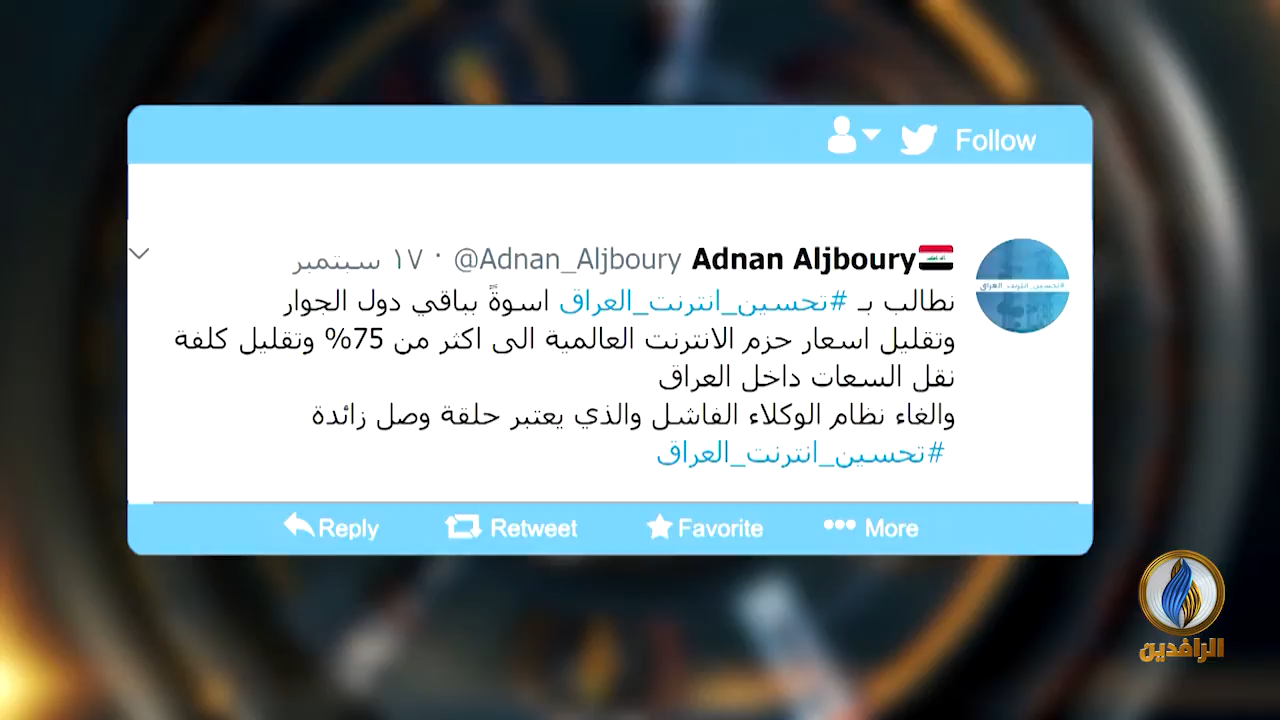 Follow
Adnan Aljboury @Adnan_Aljboury · ١٧ سبتمبر
نطالب بـ #تحسين_انترنت_العراق اسوةً بباقي دول الجوار
وتقليل اسعار حزم الانترنت العالمية الى اكثر من 75% وتقليل كلفة
نقل السعات داخل العراق
والغاء نظام الوكلاء الفاشل والذي يعتبر حلقة وصل زائدة
#تحسين_انترنت_العراق
#تحسين_انترنت_العراق
Reply Retweet Favorite More
الرافدين